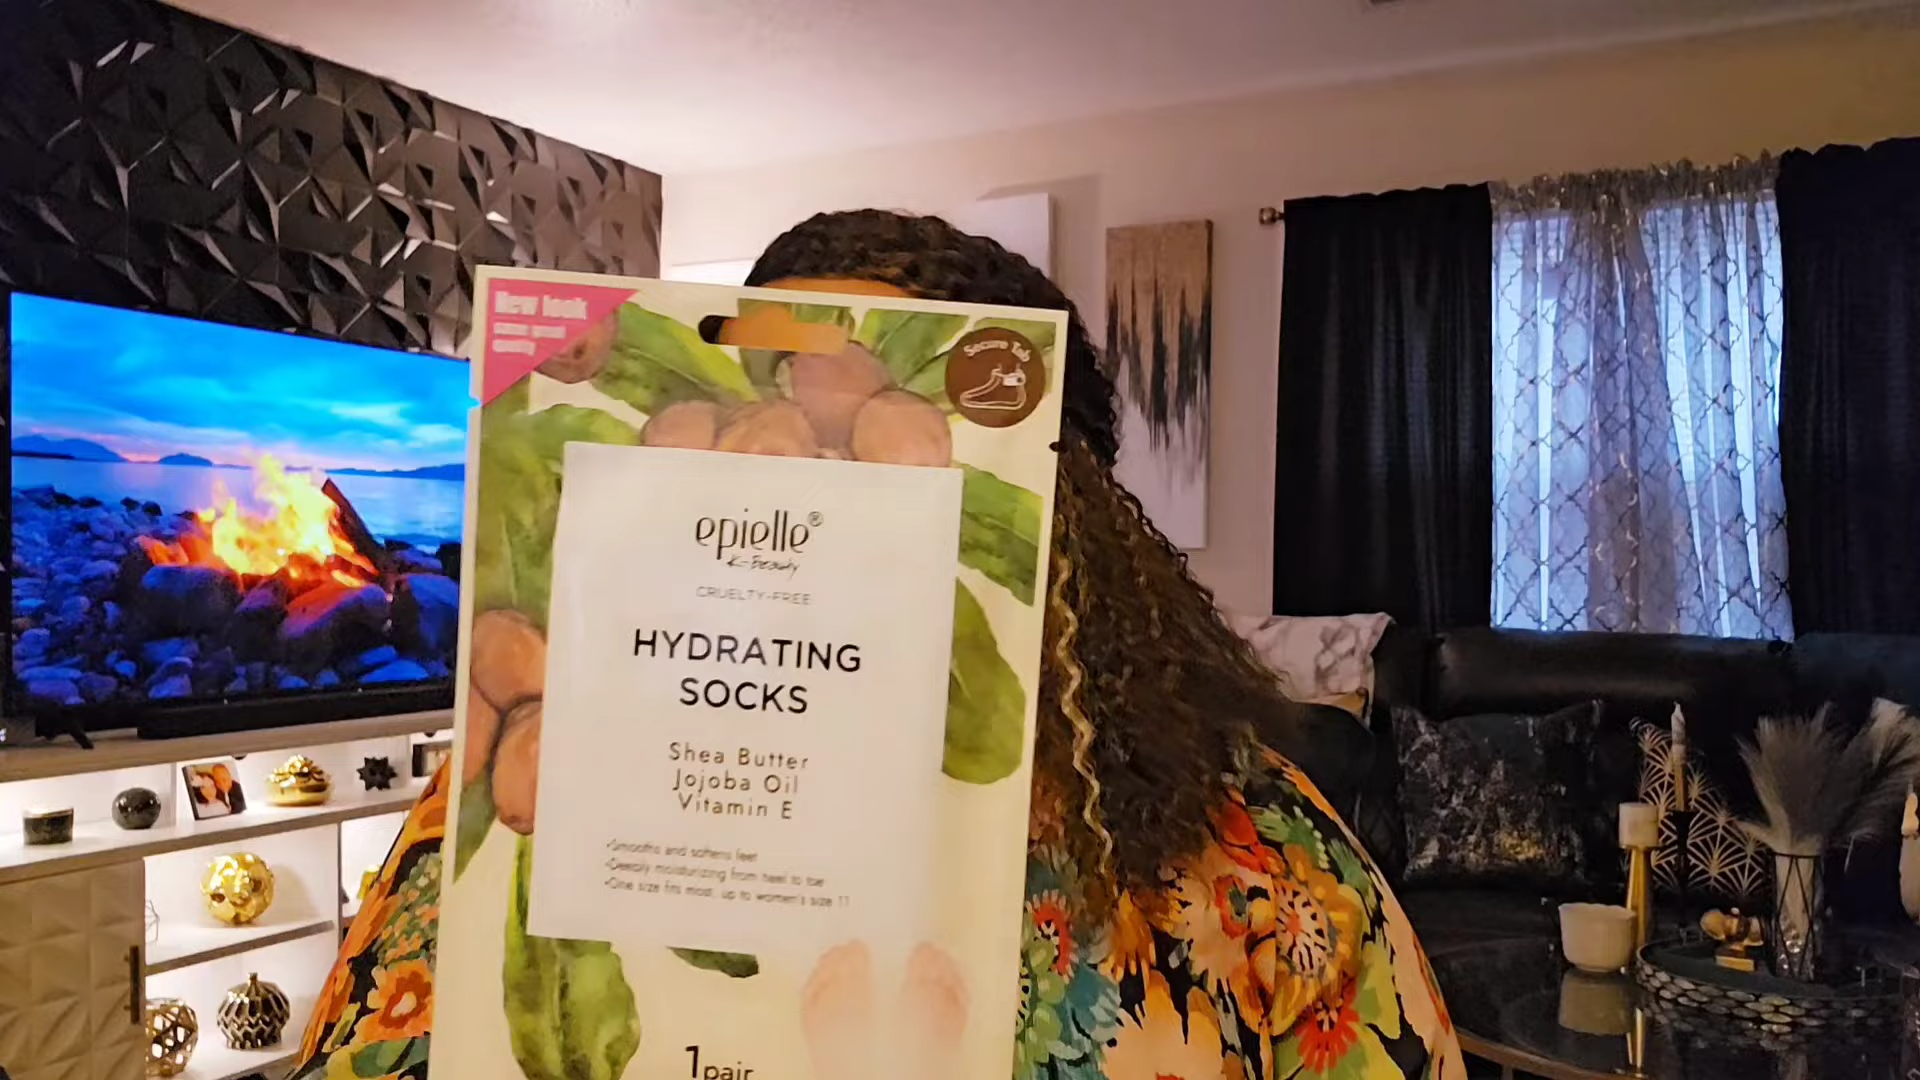 New look
same great
quality
Secure Tab
epielle®
K-Beauty
CRUELTY-FREE
HYDRATING
SOCKS
Shea Butter
Jojoba Oil
Vitamin E
•Smooths and softens feet
•Deeply moisturizing from heel to toe
•One size fits most, up to women's size 11
1 pair